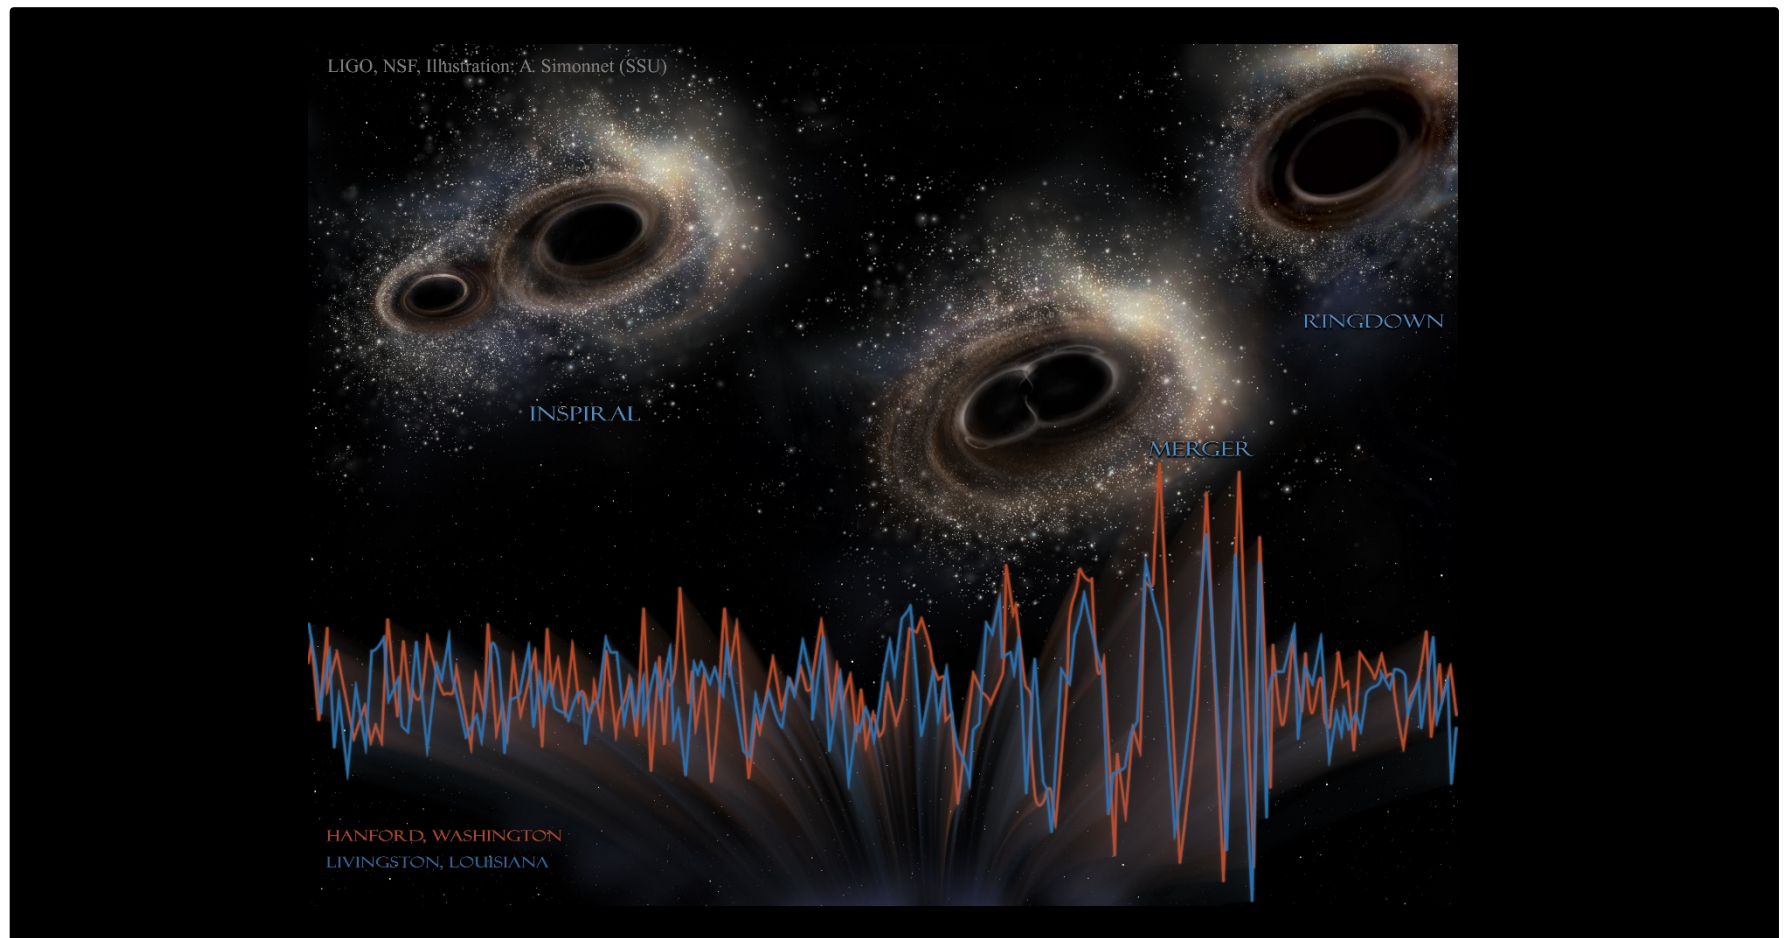 LIGO, NSF, Illustration: A. Simonnet (SSU)
RINGDOWN
INSPIRAL
MERGER
HANFORD, WASHINGTON
LIVINGSTON, LOUISIANA